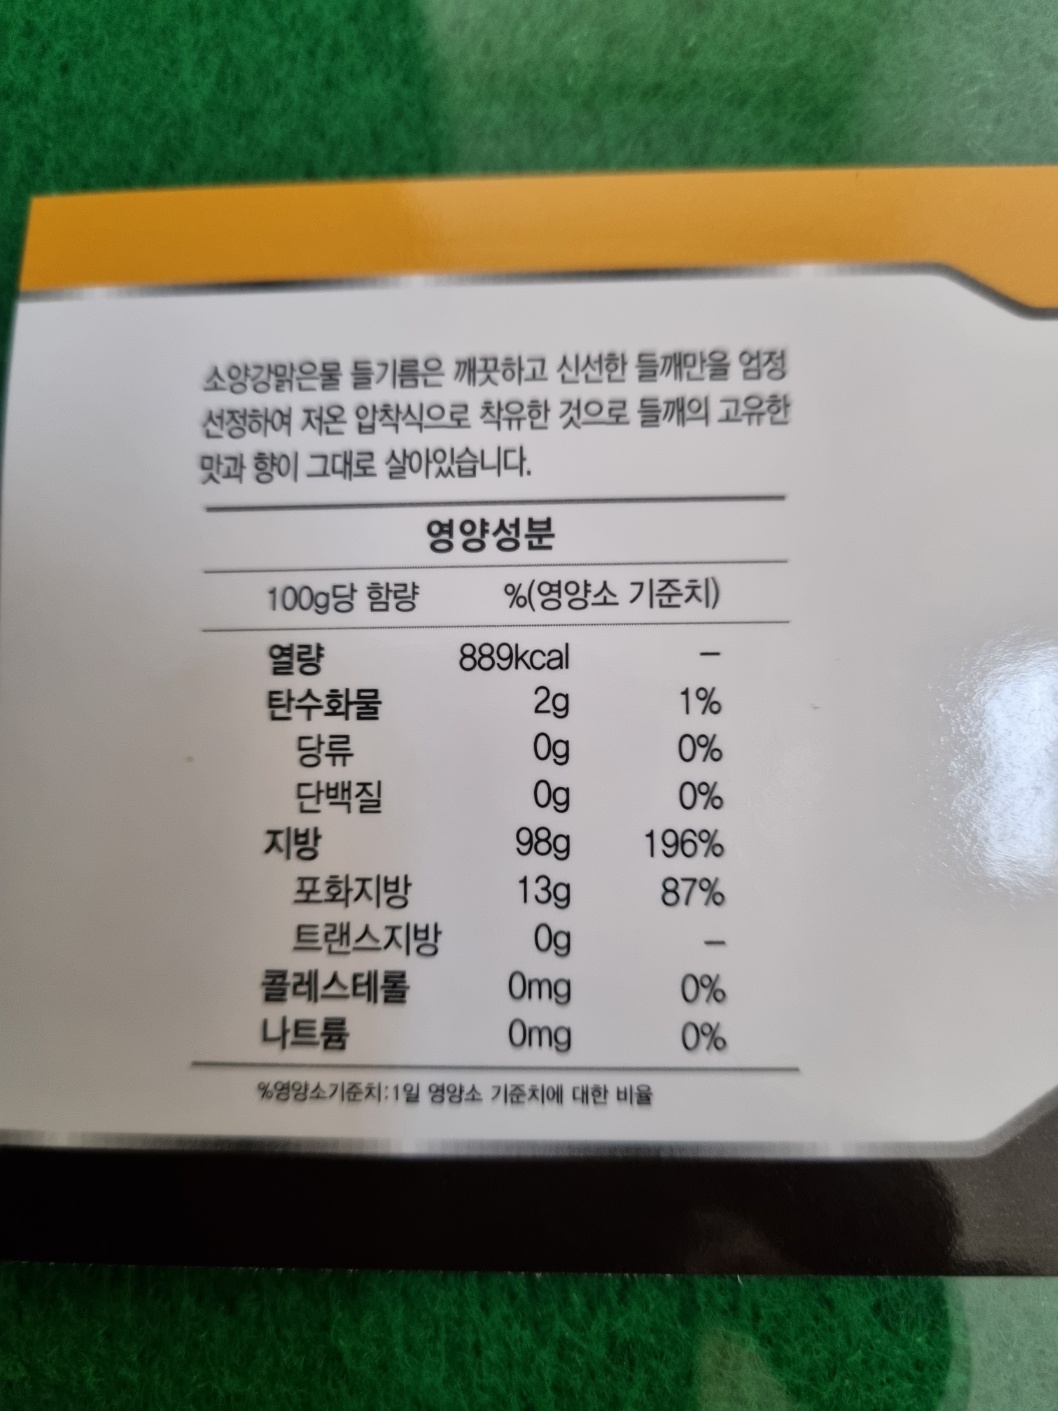 소양강맑은물 들기름은 깨끗하고 신선한 들깨만을 엄정
선정하여 저온 압착식으로 착유한 것으로 들깨의 고유한
맛과 향이 그대로 살아있습니다.
영양성분
100g당 함량 %(영양소 기준치)
열량 889kcal –
탄수화물 2g 1%
당류 0g 0%
단백질 0g 0%
지방 98g 196%
포화지방 13g 87%
트랜스지방 0g –
콜레스테롤 0mg 0%
나트륨 0mg 0%
%영양소기준치:1일 영양소 기준치에 대한 비율